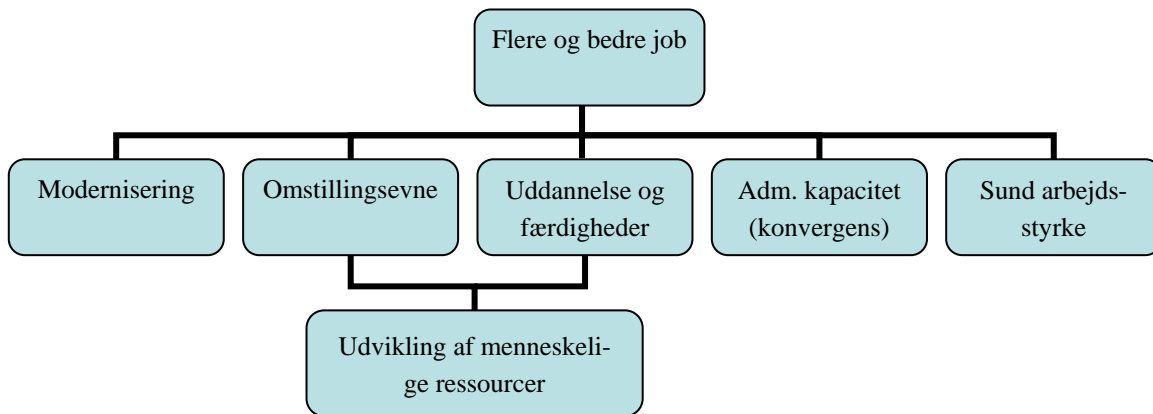 Flere og bedre job
Modernisering
Omstillingsevne
Uddannelse og
færdigheder
Adm. kapacitet
(konvergens)
Sund arbejds-
styrke
Udvikling af menneskeli-
ge ressourcer